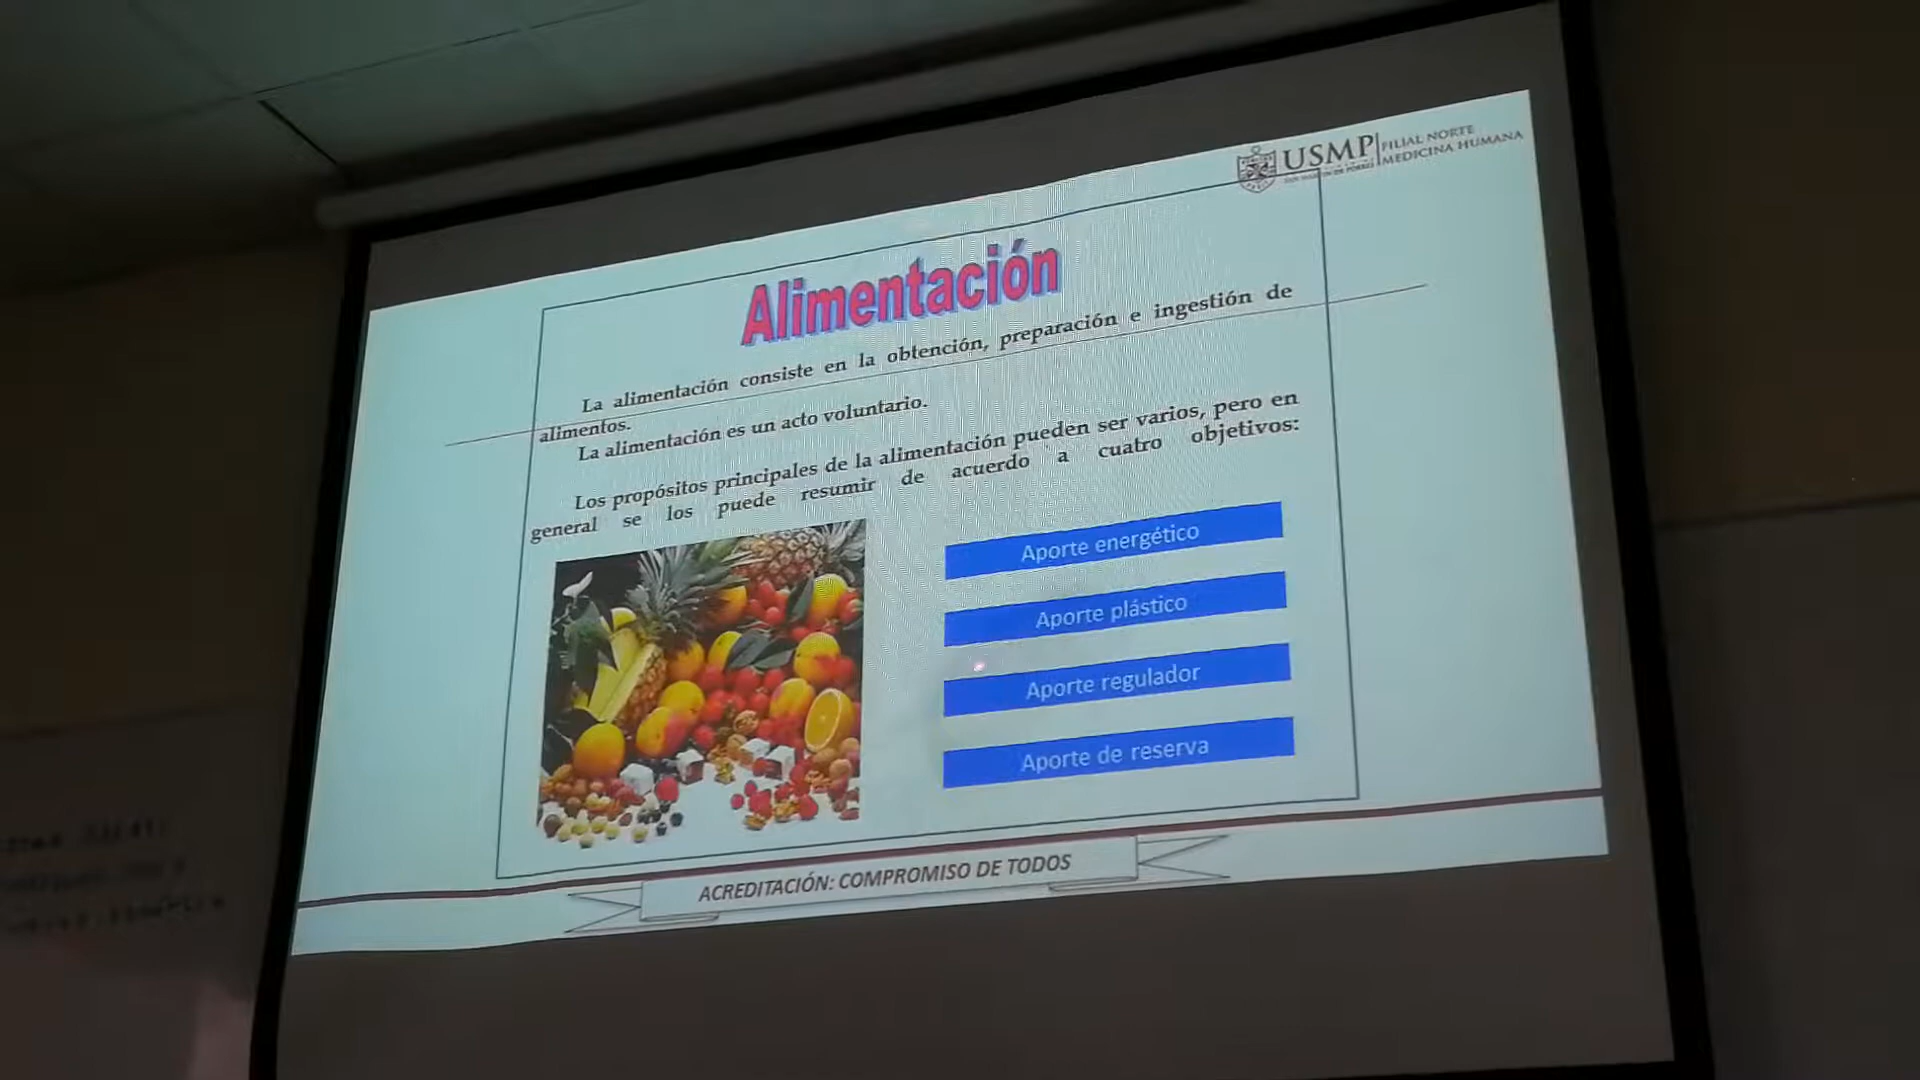 USMP
FILIAL NORTE
MEDICINA HUMANA
Alimentación
La alimentación consiste en la obtención, preparación e ingestión de
alimentos.
La alimentación es un acto voluntario.
Los propósitos principales de la alimentación pueden ser varios, pero en
general se los puede resumir de acuerdo a cuatro objetivos:
Aporte energético
Aporte plástico
Aporte regulador
Aporte de reserva
ACREDITACIÓN: COMPROMISO DE TODOS